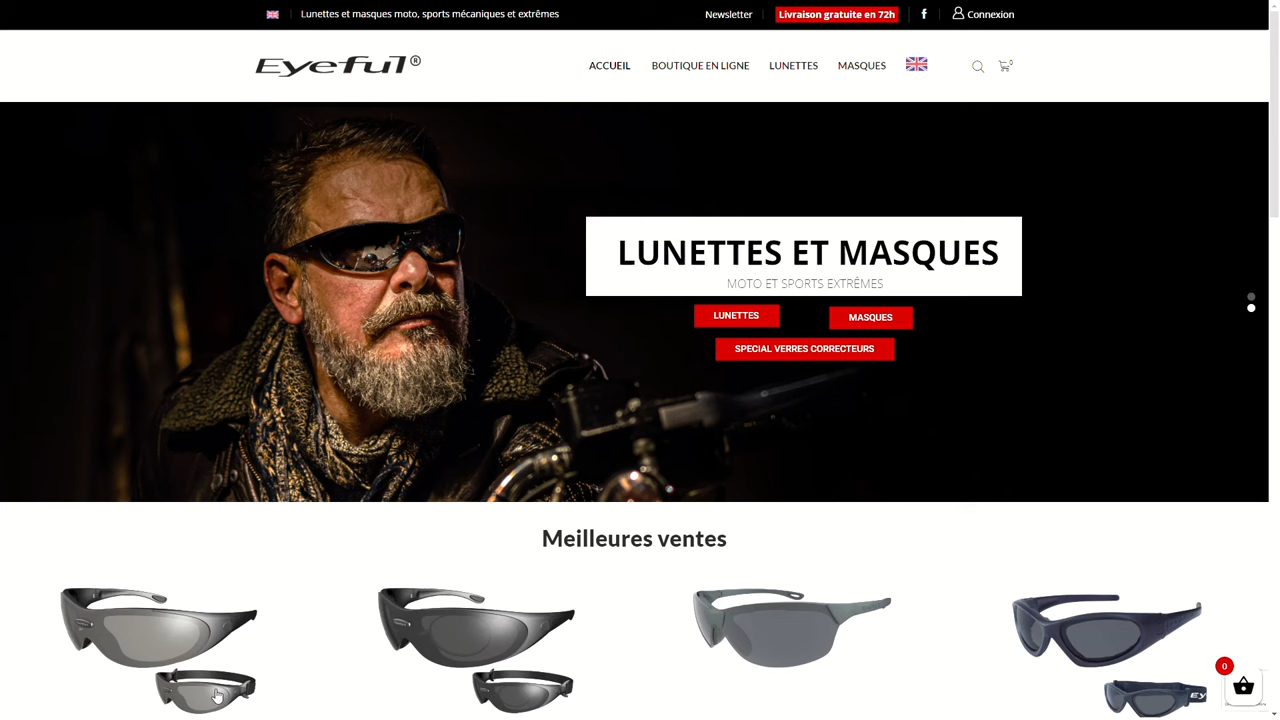 Lunettes et masques moto, sports mécaniques et extrêmes
Newsletter
Livraison gratuite en 72h
f
Connexion
Eyeful®
ACCUEIL
BOUTIQUE EN LIGNE
LUNETTES
MASQUES
0
LUNETTES ET MASQUES
MOTO ET SPORTS EXTRÊMES
LUNETTES
MASQUES
SPECIAL VERRES CORRECTEURS
Meilleures ventes
0